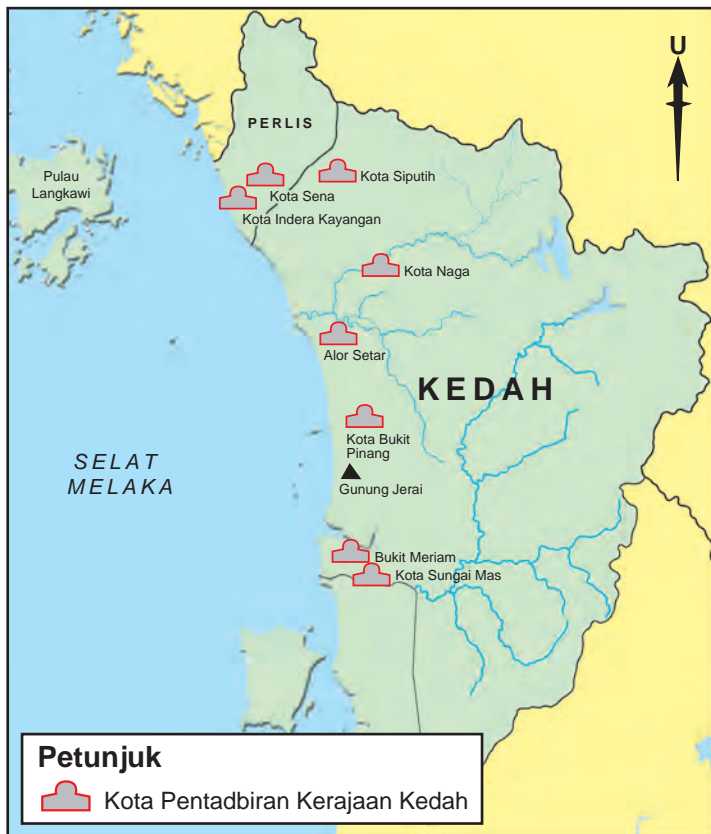 U
PERLIS
Pulau
Langkawi
Kota Siputih
Kota Sena
Kota Indera Kayangan
Kota Naga
Alor Setar
KEDAH
Kota Bukit
Pinang
SELAT
MELAKA
Gunung Jerai
Bukit Meriam
Kota Sungai Mas
Petunjuk
Kota Pentadbiran Kerajaan Kedah